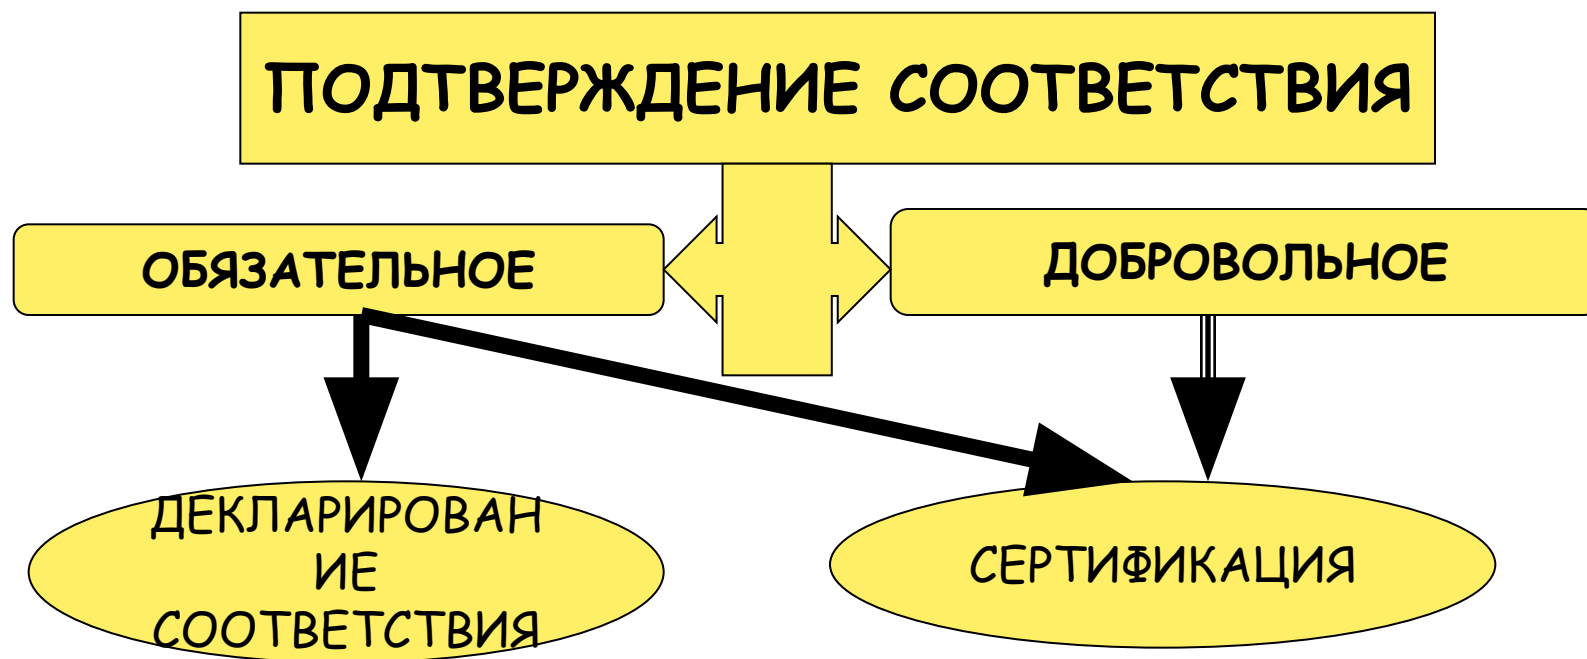 ПОДТВЕРЖДЕНИЕ СООТВЕТСТВИЯ
ОБЯЗАТЕЛЬНОЕ
ДОБРОВОЛЬНОЕ
ДЕКЛАРИРОВАН
ИЕ
СООТВЕТСТВИЯ
СЕРТИФИКАЦИЯ